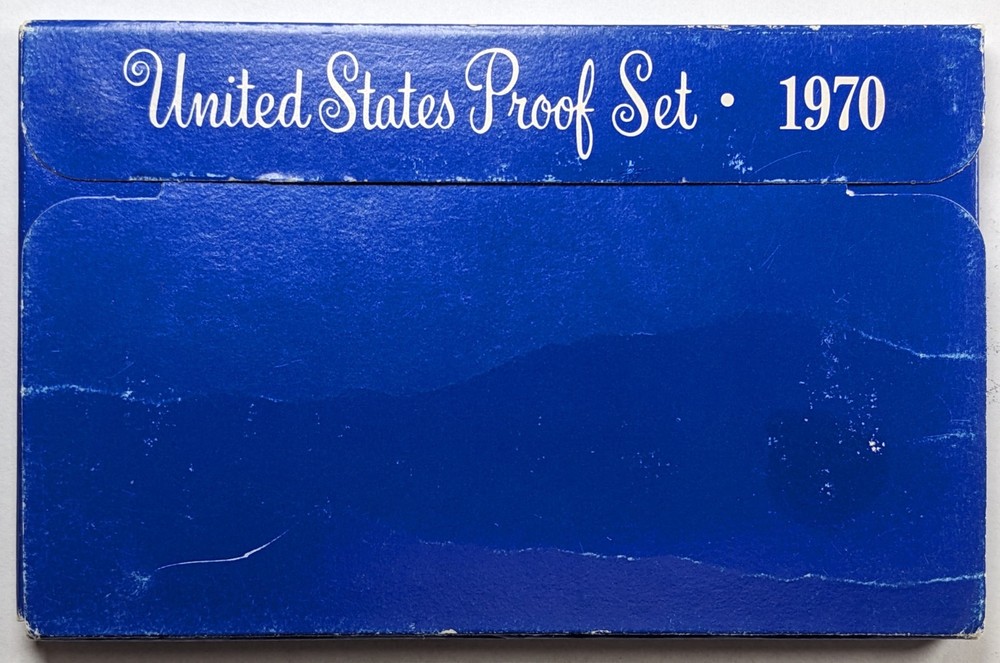 United States Proof Set • 1970